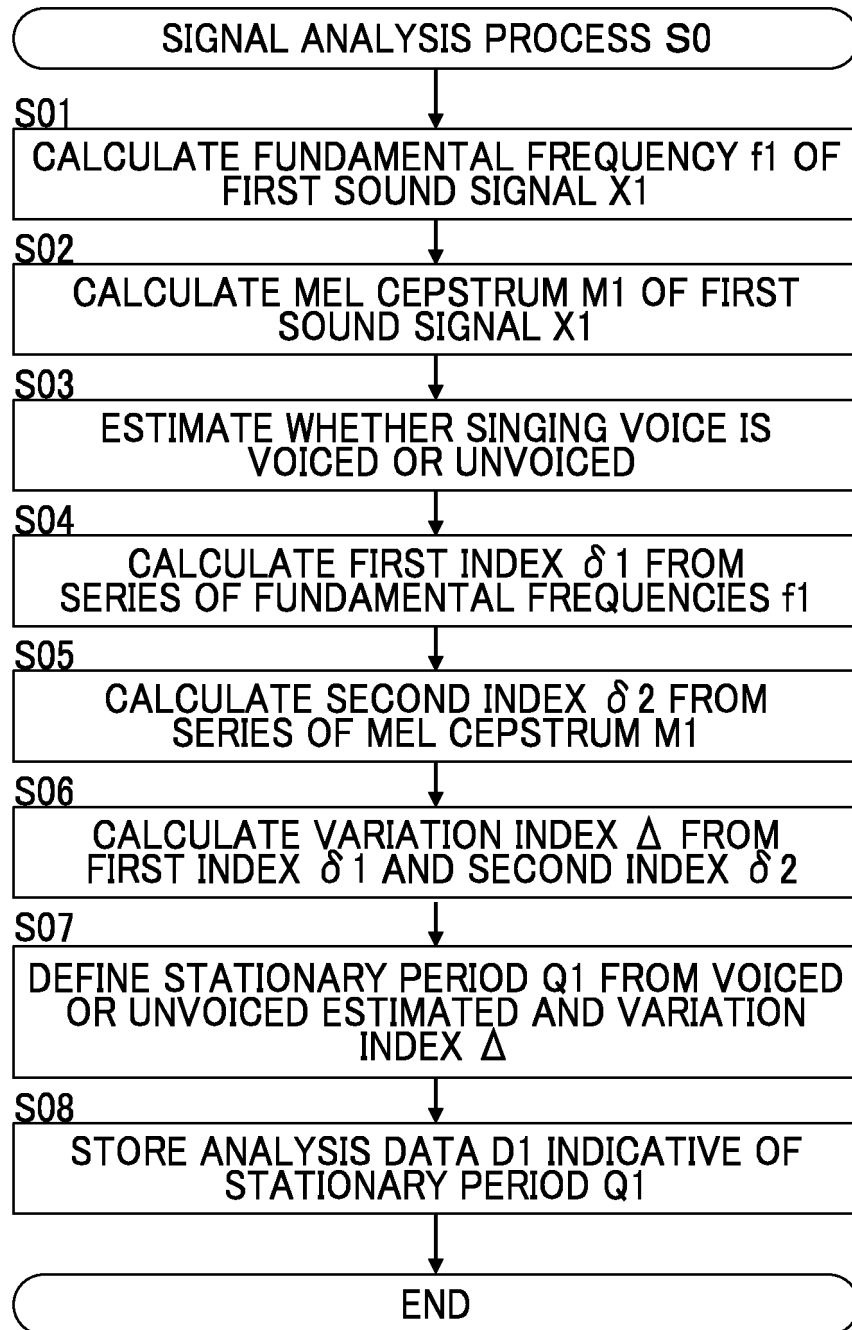 SIGNAL ANALYSIS PROCESS S0
S01
CALCULATE FUNDAMENTAL FREQUENCY f1 OF
FIRST SOUND SIGNAL X1
S02
CALCULATE MEL CEPSTRUM M1 OF FIRST
SOUND SIGNAL X1
S03
ESTIMATE WHETHER SINGING VOICE IS
VOICED OR UNVOICED
S04
CALCULATE FIRST INDEX δ1 FROM
SERIES OF FUNDAMENTAL FREQUENCIES f1
S05
CALCULATE SECOND INDEX δ2 FROM
SERIES OF MEL CEPSTRUM M1
S06
CALCULATE VARIATION INDEX Δ FROM
FIRST INDEX δ1 AND SECOND INDEX δ2
S07
DEFINE STATIONARY PERIOD Q1 FROM VOICED
OR UNVOICED ESTIMATED AND VARIATION
INDEX Δ
S08
STORE ANALYSIS DATA D1 INDICATIVE OF
STATIONARY PERIOD Q1
END